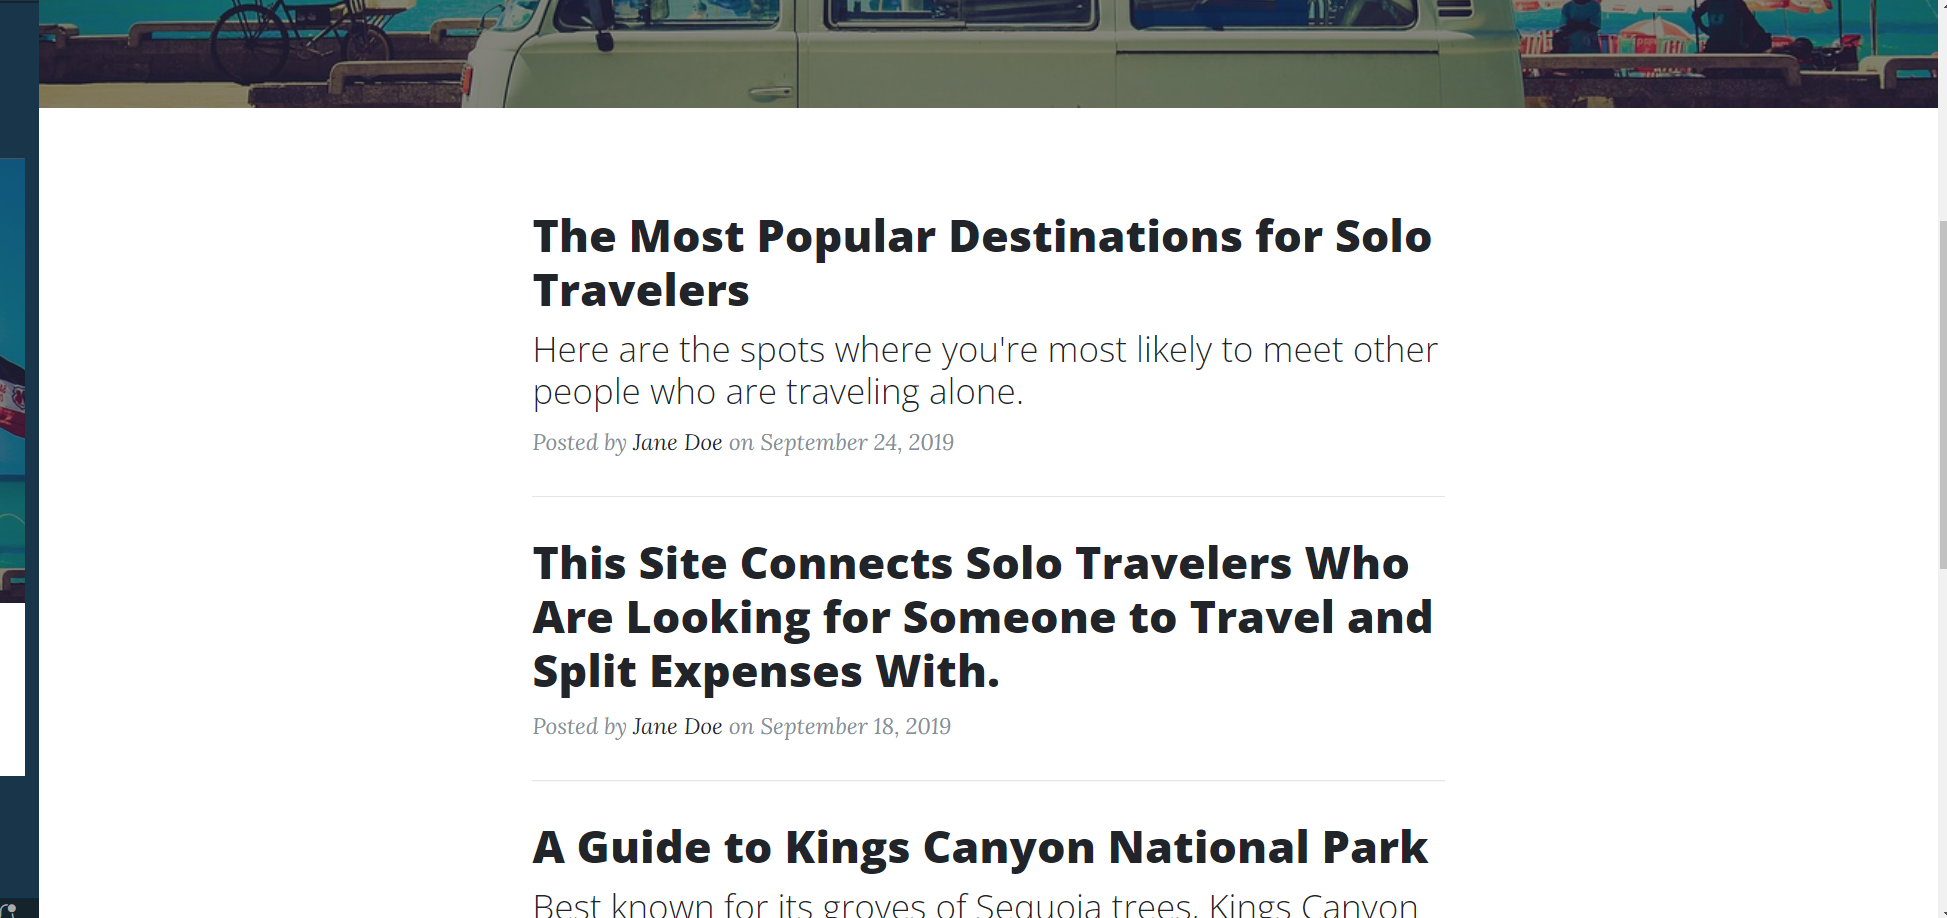 The Most Popular Destinations for Solo
Travelers
Here are the spots where you're most likely to meet other
people who are traveling alone.
Posted by Jane Doe on September 24, 2019
This Site Connects Solo Travelers Who
Are Looking for Someone to Travel and
Split Expenses With.
Posted by Jane Doe on September 18, 2019
A Guide to Kings Canyon National Park
Best known for its groves of Sequoia trees, Kings Canyon